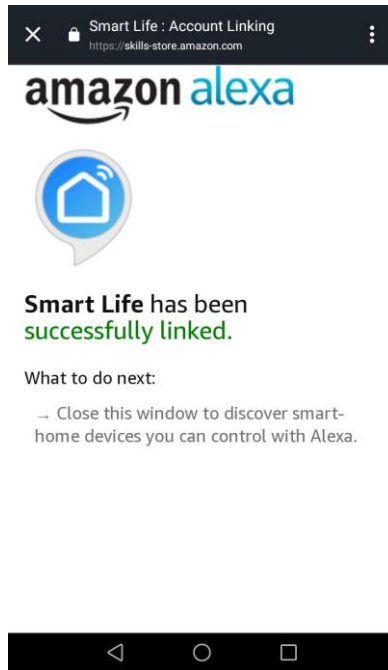 Smart Life : Account Linking
https://skills-store.amazon.com
amazon alexa
Smart Life has been
successfully linked.
What to do next:
→ Close this window to discover smart-
home devices you can control with Alexa.